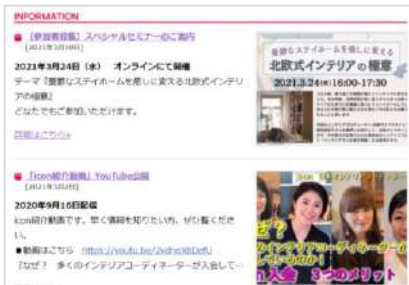 INFORMATION
【参加者募集】スペシャルセミナーのご案内
2021年3月24日（水） オンラインにて開催
テーマ『憂鬱なステイホームを癒しに変える北欧式インテリアの極意』
どなたでもご参加いただけます。
詳細はこちら»
憂鬱なステイホームを癒しに変える
北欧式インテリアの極意
2021.3.24(水)16:00-17:30
「icon紹介動画」YouTube公開
2020年9月16日配信
icon紹介動画です。早く情報を知りたい方、ぜひ覧ください。
■動画はこちら
『なぜ？ 多くのインテリアコーディネーターが入会して…
なぜ？
のインテリアコーディネーターが
しているのか！
入会 3つのメリット